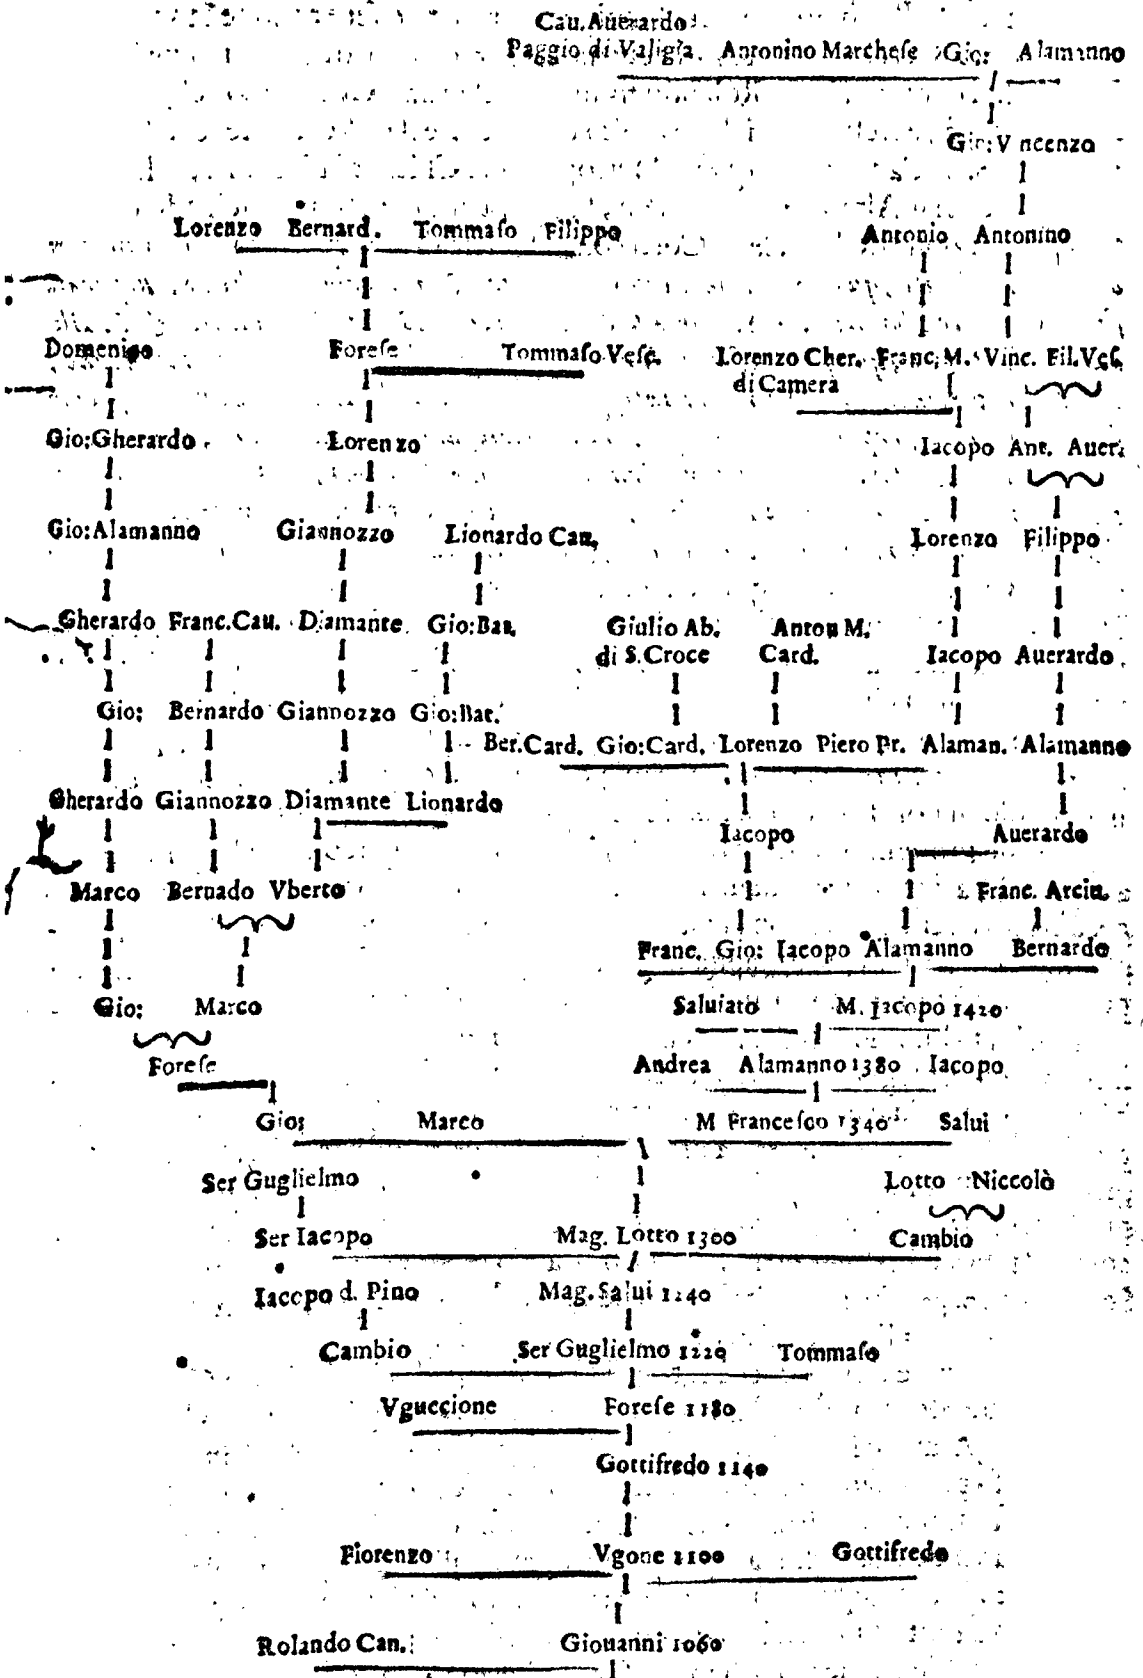 Cau. Auerardo
Paggio di Valigia. Antonino Marchese Gio: Alamanno
Gio: Vincenzo
Lorenzo Bernard. Tommaſo Filippo
Antonio Antonino
Domenico Foreſe Tommaſo Veſc. Lorenzo Cher. Franc. M. Vinc. Fil. Veſ.
di Camera
Gio: Gherardo Lorenzo Iacopo Ant. Auer.
Gio: Alamanno Giannozzo Lionardo Cau. Lorenzo Filippo
Gherardo Franc. Cau. Diamante Gio: Bat. Giulio Ab. Anton M.
di S. Croce Card. Iacopo Auerardo
Gio: Bernardo Giannozzo Gio: Bat.
Ber. Card. Gio: Card. Lorenzo Piero Pr. Alaman. Alamanno
Gherardo Giannozzo Diamante Lionardo
Iacopo Auerardo
Marco Bernado Vberto Franc. Arciu.
Franc. Gio: Iacopo Alamanno Bernardo
Gio: Marco Saluiato M. Iacopo 1420
Foreſe Andrea Alamanno 1380 Iacopo
Gio: Marco M Franceſco 1340 Salui
Ser Guglielmo Lotto Niccolò
Ser Iacopo Mag. Lotto 1300 Cambio
Iacopo d. Pino Mag. Salui 1240
Cambio Ser Guglielmo 1220 Tommaſo
Vguccione Foreſe 1180
Gottifredo 1140
Fiorenzo Vgone 1100 Gottifredo
Rolando Can. Giouanni 1060